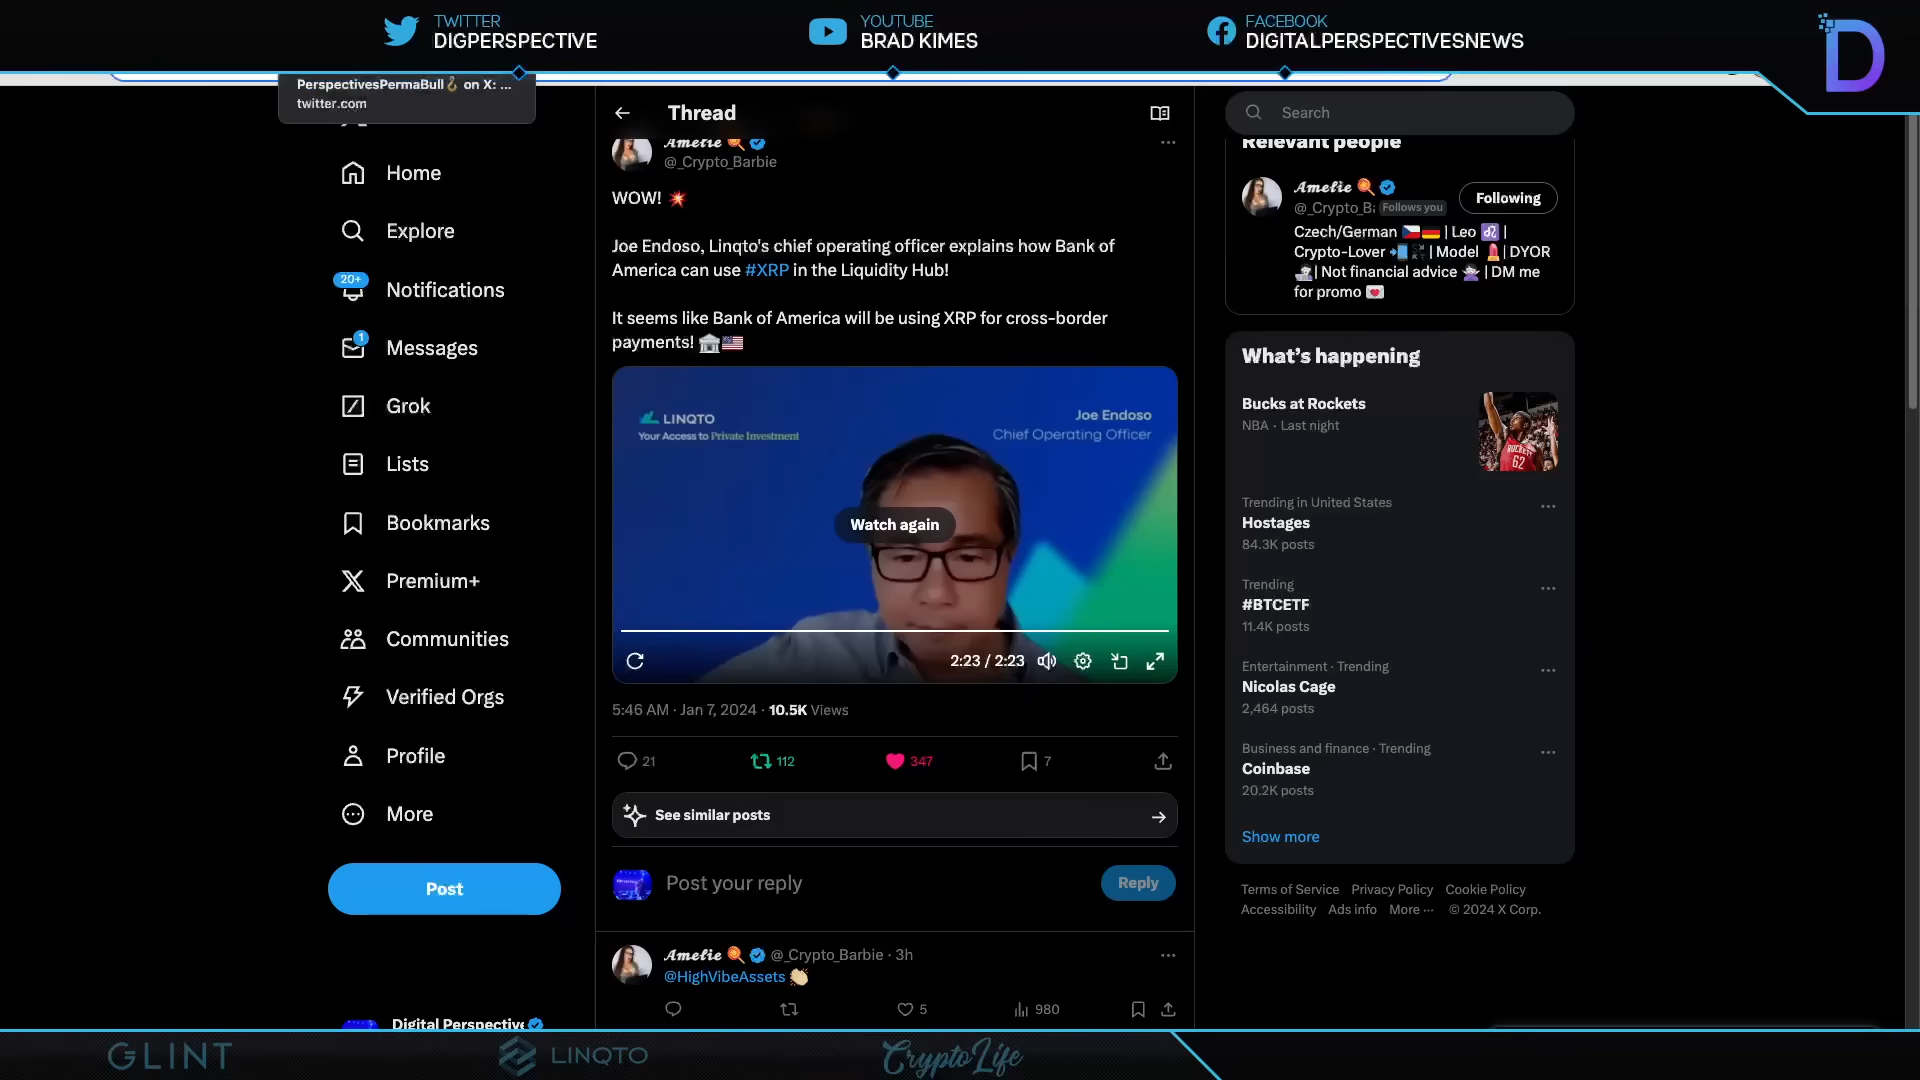 TWITTER
DIGPERSPECTIVE
YOUTUBE
BRAD KIMES
FACEBOOK
DIGITALPERSPECTIVESNEWS
D
PerspectivesPermaBull🪝 on X: ...
twitter.com
Home
Explore
20+
Notifications
1
Messages
Grok
Lists
Bookmarks
Premium+
Communities
Verified Orgs
Profile
More
Post
Digital Perspective
Thread
Amelie 🍭
@_Crypto_Barbie
WOW! 💥
Joe Endoso, Linqto's chief operating officer explains how Bank of
America can use #XRP in the Liquidity Hub!
It seems like Bank of America will be using XRP for cross-border
payments! 🏛️🇺🇸
LINQTO
Your Access to Private Investment
Joe Endoso
Chief Operating Officer
Watch again
2:23 / 2:23
5:46 AM · Jan 7, 2024 · 10.5K Views
21
112
347
7
See similar posts
Post your reply
Reply
Amelie 🍭 @_Crypto_Barbie · 3h
@HighVibeAssets 👏🏼
5
980
Search
Relevant people
Amelie 🍭
@_Crypto_Ba Follows you
Following
Czech/German 🇨🇿🇩🇪 | Leo ♌ |
Crypto-Lover | Model 💄 | DYOR
| Not financial advice | DM me
for promo 💌
What's happening
Bucks at Rockets
NBA · Last night
ROCKETS
62
Trending in United States
Hostages
84.3K posts
Trending
#BTCETF
11.4K posts
Entertainment · Trending
Nicolas Cage
2,464 posts
Business and finance · Trending
Coinbase
20.2K posts
Show more
Terms of Service Privacy Policy Cookie Policy
Accessibility Ads info More ··· © 2024 X Corp.
GLINT
LINQTO
CryptoLife